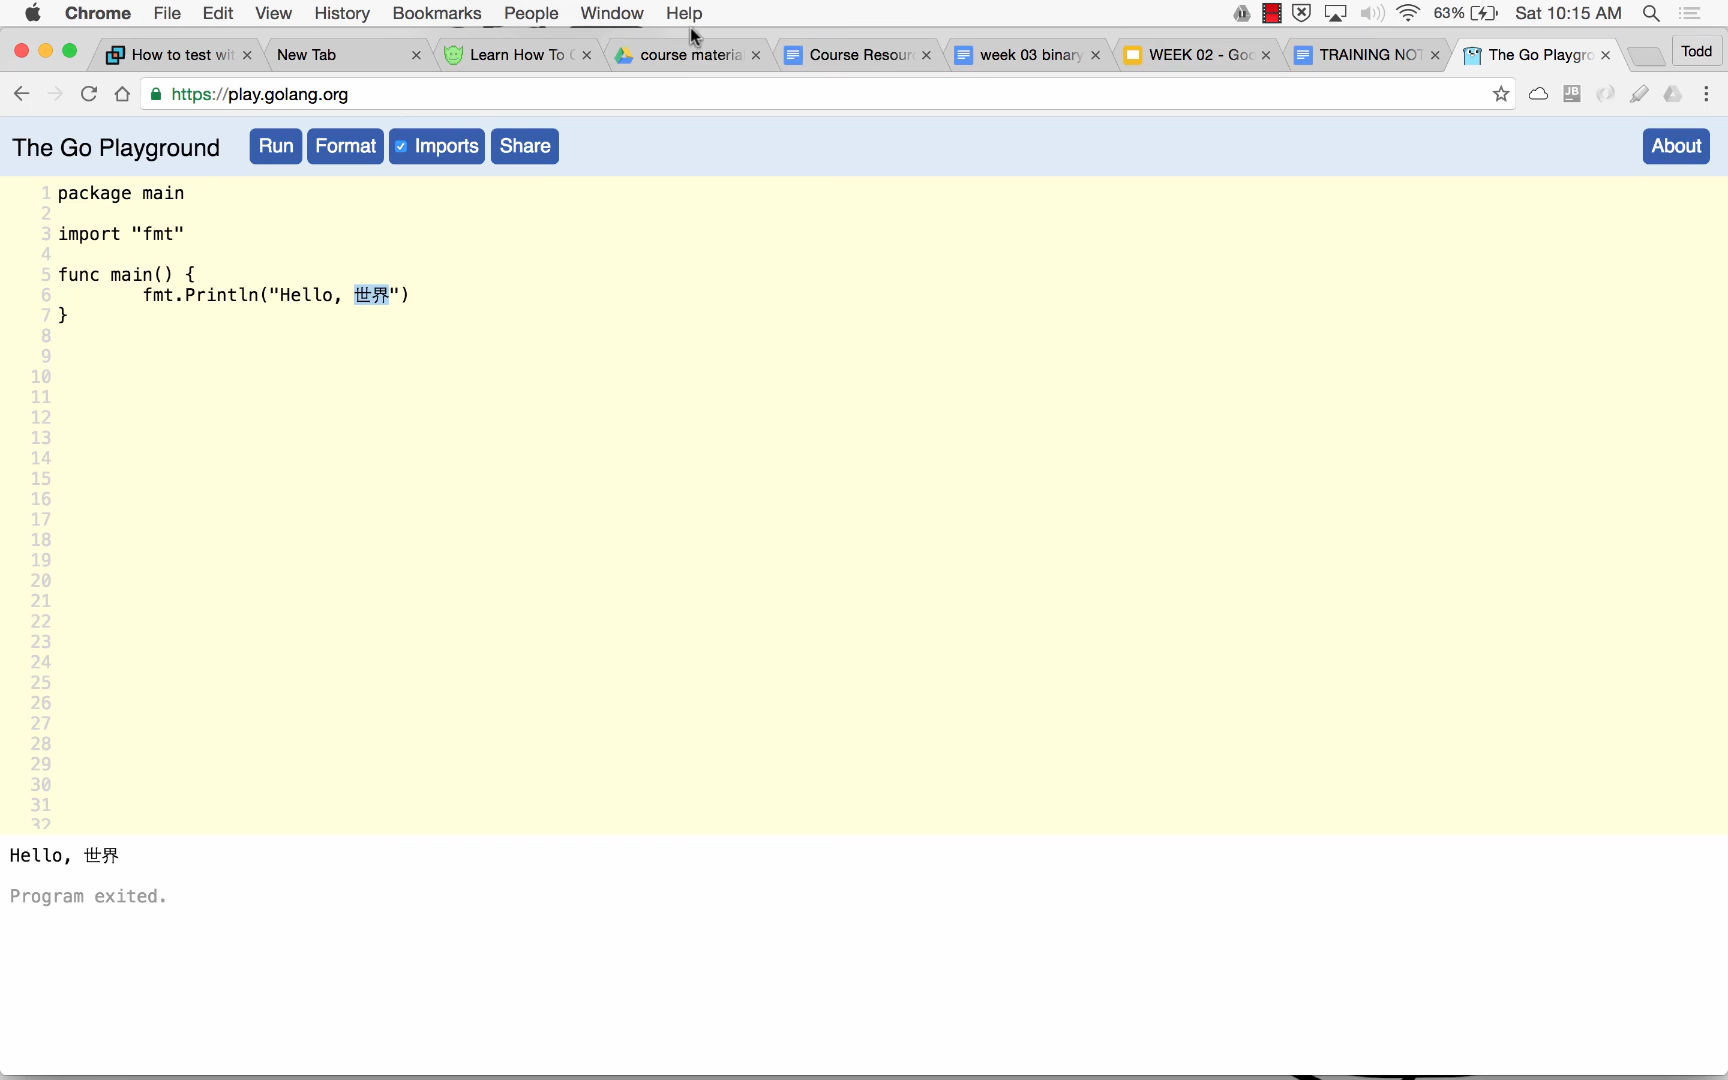 Chrome File Edit View History Bookmarks People Window Help 63% Sat 10:15 AM
How to test wit New Tab Learn How To course materia Course Resour week 03 binary WEEK 02 - Goo TRAINING NOT The Go Playgro Todd
https://play.golang.org JB
The Go Playground Run Format Imports Share About
1 package main
2
3 import "fmt"
4
5 func main() {
6 fmt.Println("Hello, 世界")
7 }
8
9
10
11
12
13
14
15
16
17
18
19
20
21
22
23
24
25
26
27
28
29
30
31
32
Hello, 世界
Program exited.